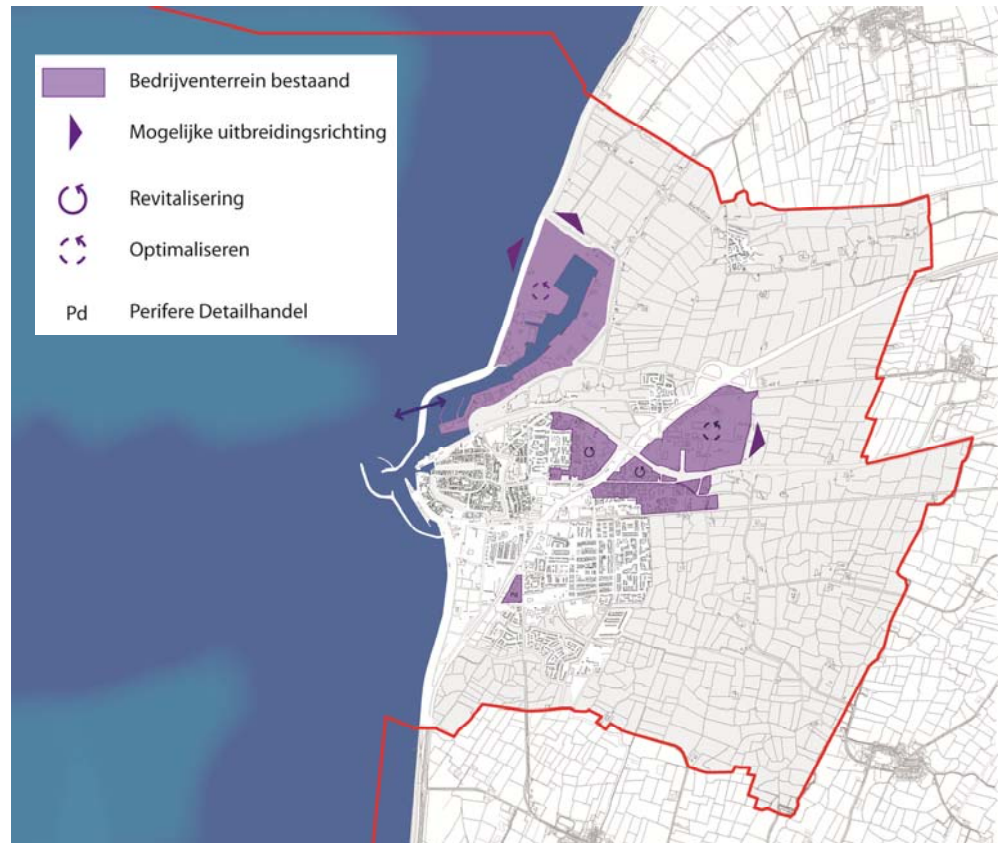 Bedrijventerrein bestaand
Mogelijke uitbreidingsrichting
Revitalisering
Optimaliseren
Pd Perifere Detailhandel